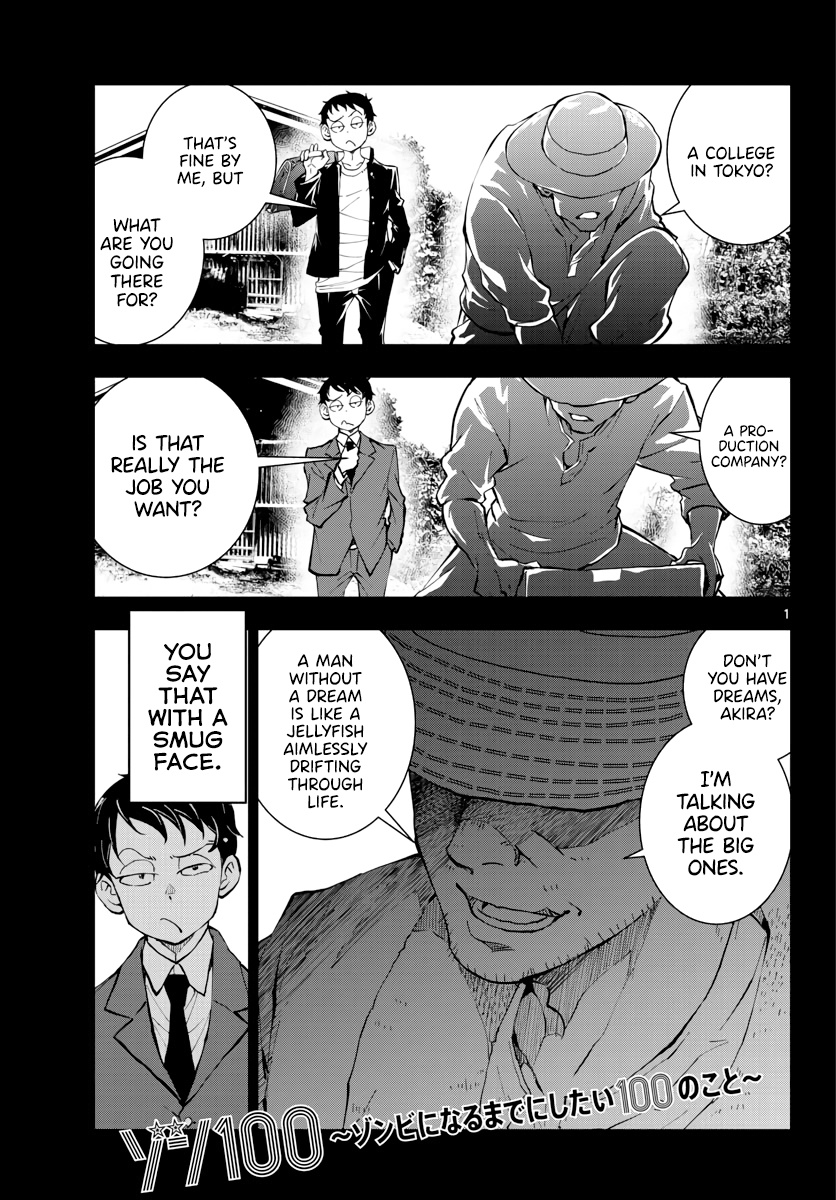 A COLLEGE
IN TOKYO?
THAT'S
FINE BY
ME, BUT
WHAT
ARE YOU
GOING
THERE
FOR?
A PRO-
DUCTION
COMPANY?
IS THAT
REALLY THE
JOB YOU
WANT?
1
DON'T
YOU HAVE
DREAMS,
AKIRA?
I'M
TALKING
ABOUT
THE BIG
ONES.
A MAN
WITHOUT
A DREAM
IS LIKE A
JELLYFISH
AIMLESSLY
DRIFTING
THROUGH
LIFE.
YOU
SAY
THAT
WITH A
SMUG
FACE.
ゾン100 〜ゾンビになるまでにしたい100のこと〜